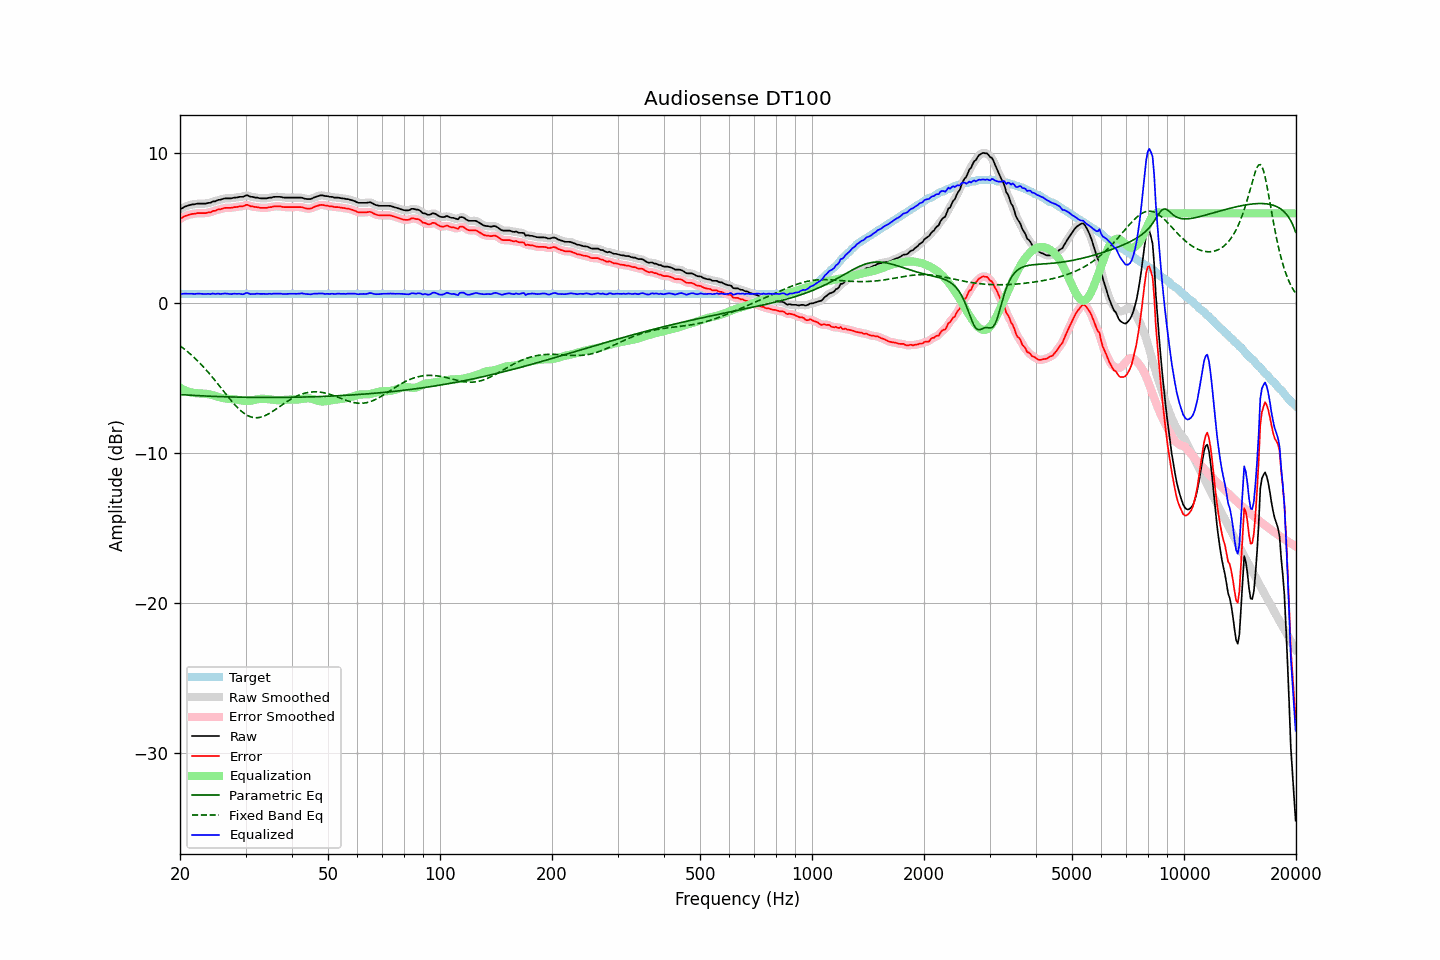 Audiosense DT100
10
0
−10
−20
−30
Amplitude (dBr)
Target
Raw Smoothed
Error Smoothed
Raw
Error
Equalization
Parametric Eq
Fixed Band Eq
Equalized
20 50 100 200 500 1000 2000 5000 10000 20000
Frequency (Hz)